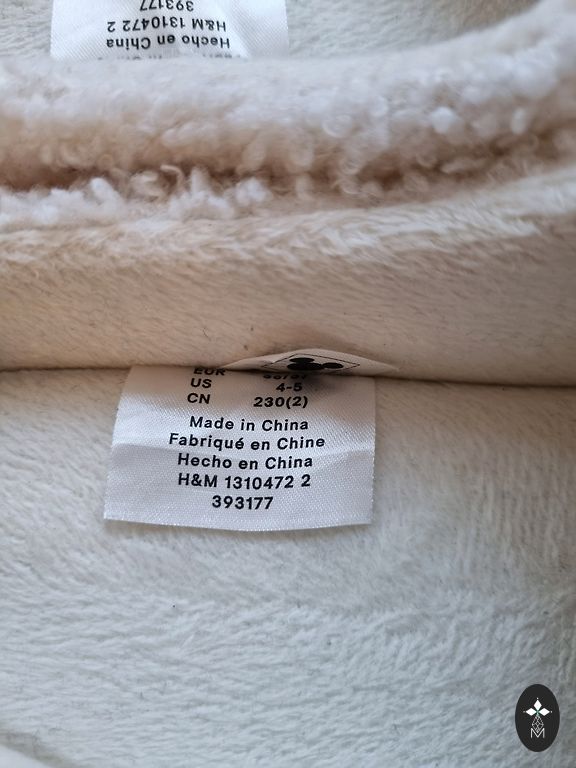 Hecho en China
H&M 1310472 2
393177
EUR
US 4-5
CN 230(2)
Made in China
Fabriqué en Chine
Hecho en China
H&M 1310472 2
393177
M